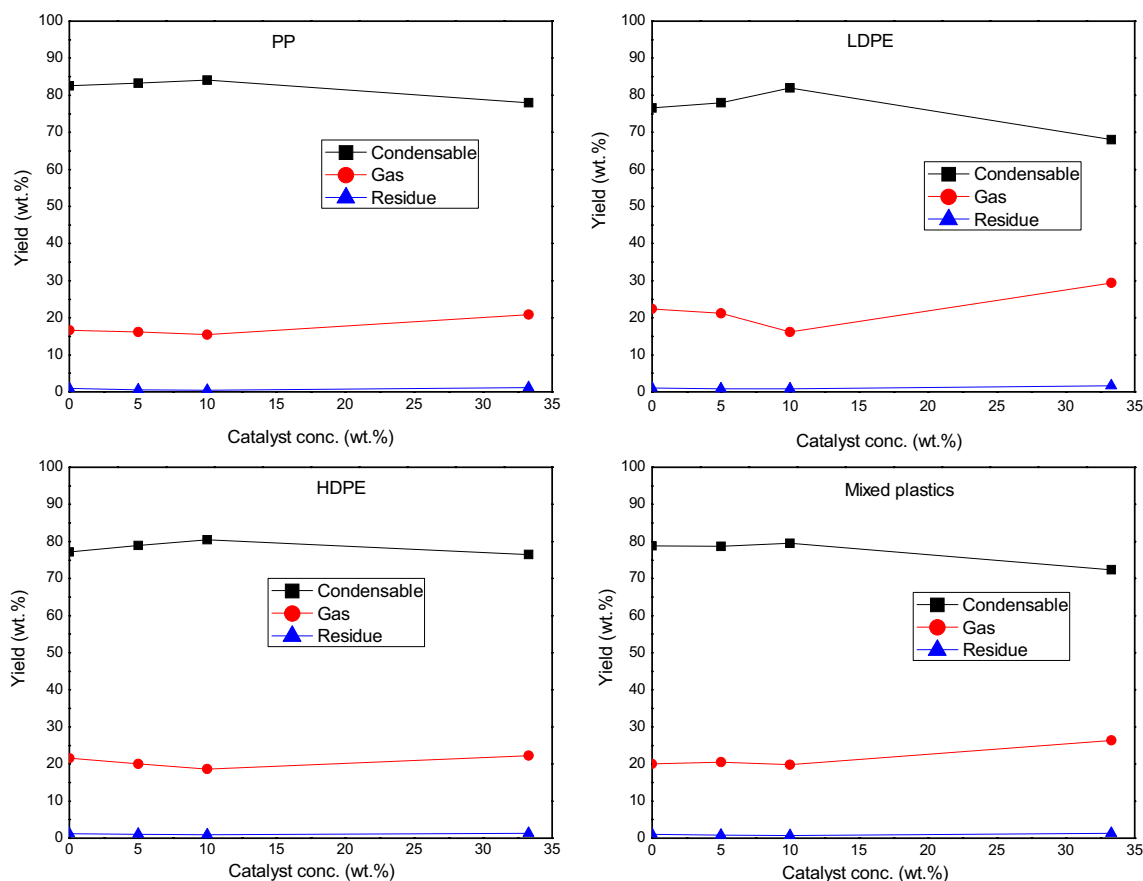 PP
Yield (wt.%)
100
90
80
70
60
50
40
30
20
10
0
Condensable
Gas
Residue
0 5 10 15 20 25 30 35
Catalyst conc. (wt.%)
LDPE
Yield (wt.%)
100
90
80
70
60
50
40
30
20
10
0
Condensable
Gas
Residue
0 5 10 15 20 25 30 35
Catalyst conc. (wt.%)
HDPE
Yield (wt.%)
100
90
80
70
60
50
40
30
20
10
0
Condensable
Gas
Residue
0 5 10 15 20 25 30 35
Catalyst conc. (wt.%)
Mixed plastics
Yield (wt.%)
100
90
80
70
60
50
40
30
20
10
0
Condensable
Gas
Residue
0 5 10 15 20 25 30 35
Catalyst conc. (wt.%)